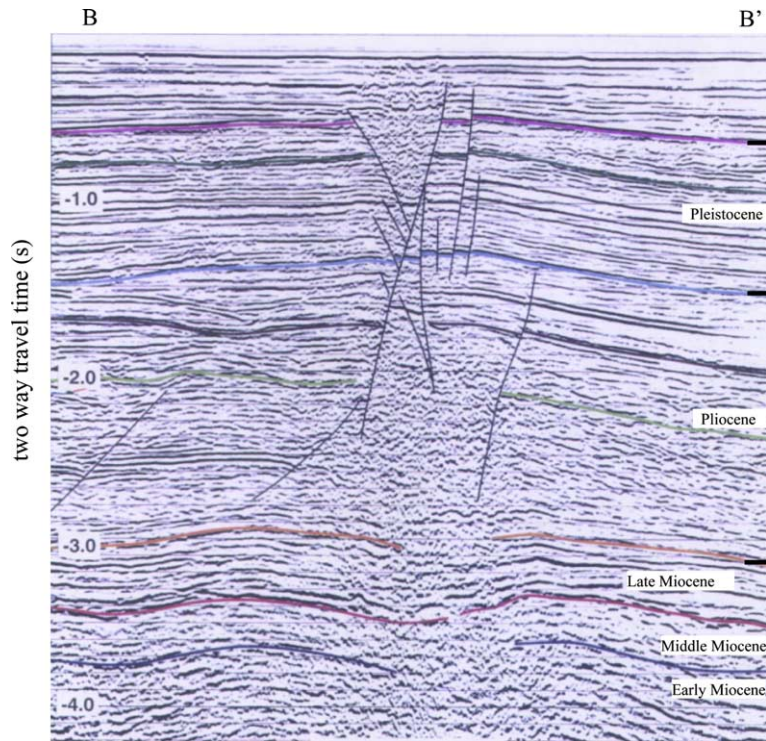 B B’
two way travel time (s)
-1.0
Pleistocene
-2.0
Pliocene
-3.0
Late Miocene
Middle Miocene
Early Miocene
-4.0